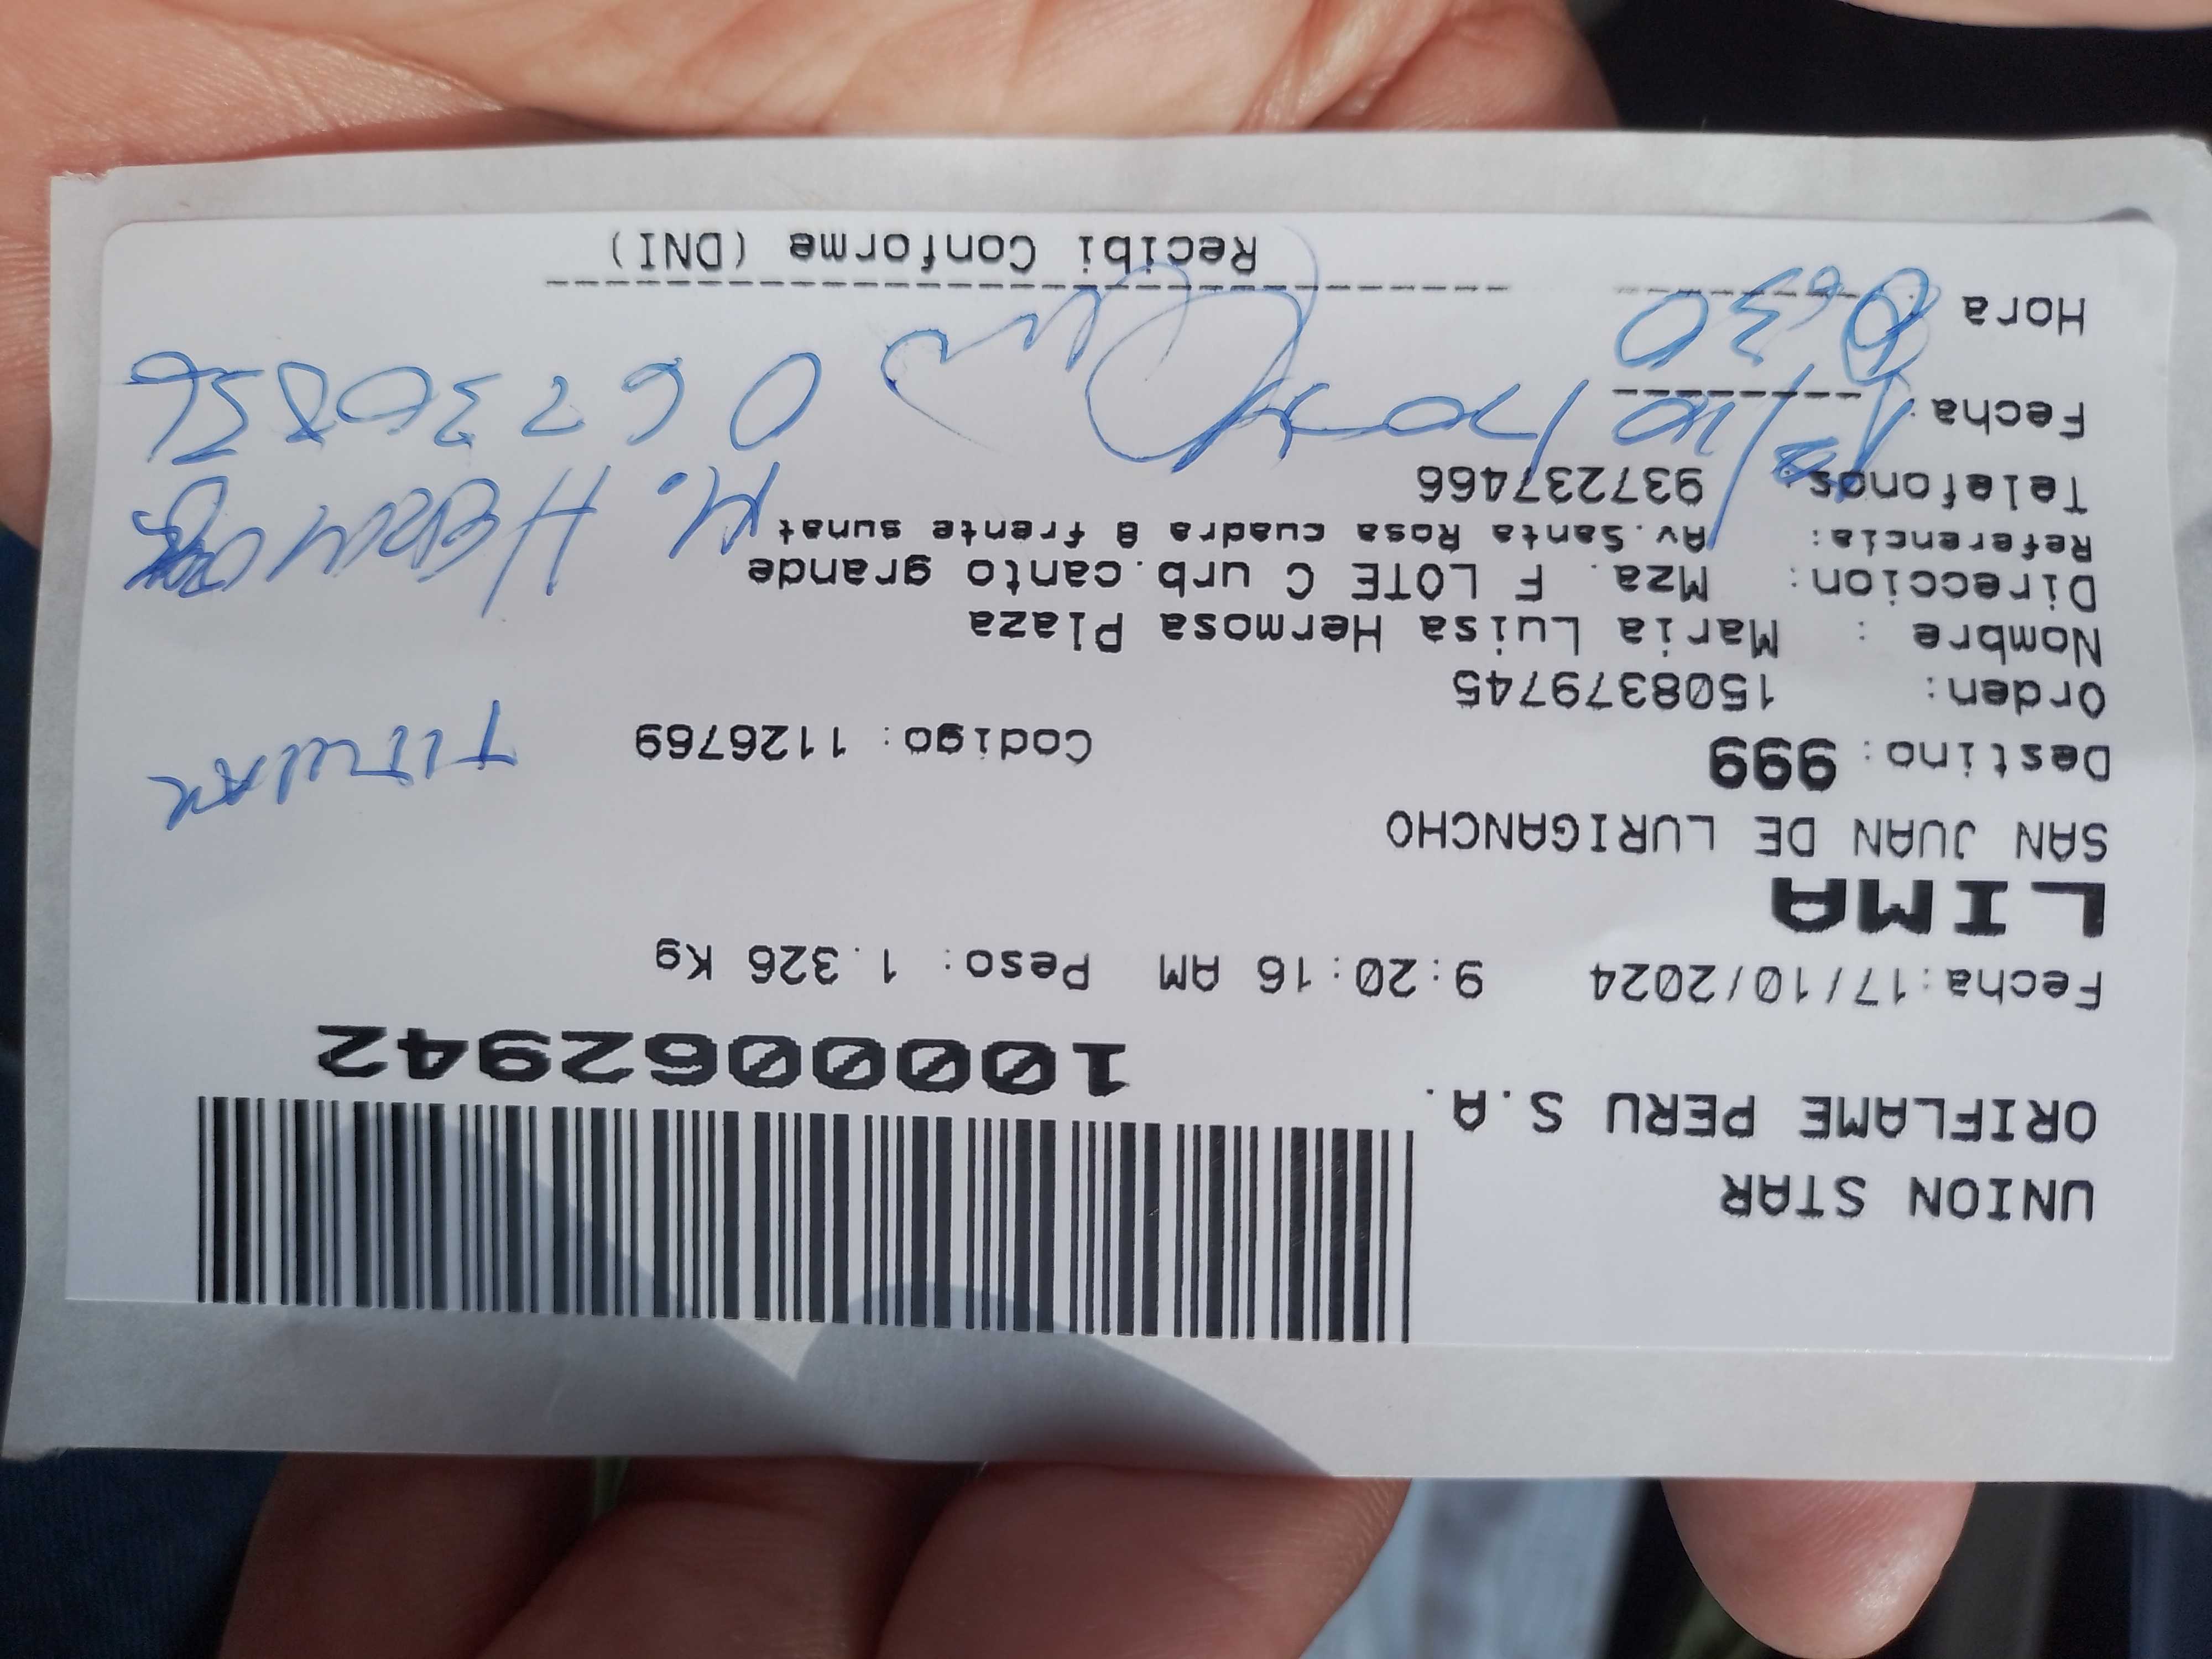 UNION STAR
ORIFLAME PERU S.A.
10000062942
Fecha:17/10/2024 9:20:16 AM Peso: 1.326 Kg
LIMA
SAN JUAN DE LURIGANCHO
Destino: 999 Codigo: 1126769
TITULAR
Orden: 1508379745
Nombre : Maria Luisa Hermosa Plaza
Direccion: Mza. F LOTE C urb.canto grande
Referencia: Av.Santa Rosa cuadra 8 frente sunat
M. HERMOSA
Telefonos: 937237466
Fecha:
Hora : 
Recibi Conforme (DNI)